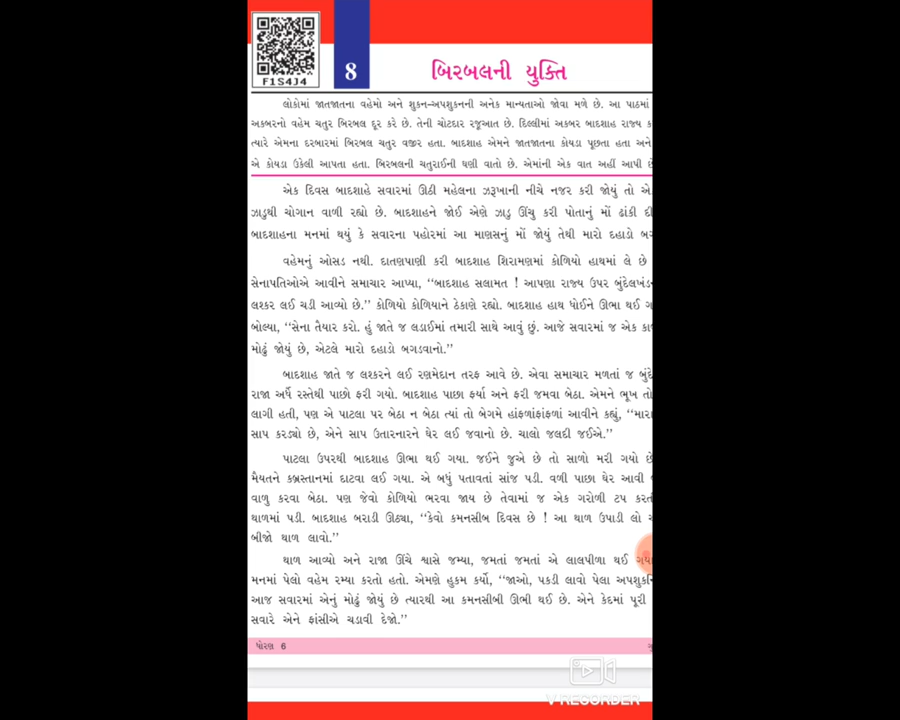 F1S4J4
8
બિરબલની યુક્તિ
લોકોમાં જાતજાતના વહેમો અને શુકન-અપશુકનની અનેક માન્યતાઓ જોવા મળે છે. આ પાઠમાં
અકબરનો વહેમ ચતુર બિરબલ દૂર કરે છે. તેની ચોટદાર રજૂઆત છે. દિલ્લીમાં અકબર બાદશાહ રાજ્ય ક
ત્યારે એમના દરબારમાં બિરબલ ચતુર વજીર હતા. બાદશાહ એમને જાતજાતના કોયડા પૂછતા હતા અને
એ કોયડા ઉકેલી આપતા હતા. બિરબલની ચતુરાઈની ઘણી વાતો છે. એમાંની એક વાત અહીં આપી છે
એક દિવસ બાદશાહે સવારમાં ઊઠી મહેલના ઝરૂખાની નીચે નજર કરી જોયું તો એ
ઝાડુથી ચોગાન વાળી રહ્યો છે. બાદશાહને જોઈ એણે ઝાડુ ઊંચુ કરી પોતાનું મોં ઢાંકી દી
બાદશાહના મનમાં થયું કે સવારના પહોરમાં આ માણસનું મોં જોયું તેથી મારો દહાડો બગ
વહેમનું ઓસડ નથી. દાતણપાણી કરી બાદશાહ શિરામણમાં કોળિયો હાથમાં લે છે
સેનાપતિઓએ આવીને સમાચાર આપ્યા, "બાદશાહ સલામત ! આપણા રાજ્ય ઉપર બુંદેલખંડન
લશ્કર લઈ ચડી આવ્યો છે." કોળિયો કોળિયાને ઠેકાણે રહ્યો. બાદશાહ હાથ ધોઈને ઊભા થઈ ગ
બોલ્યા, "સેના તૈયાર કરો. હું જાતે જ લડાઈમાં તમારી સાથે આવું છું. આજે સવારમાં જ એક કા
મોઢું જોયું છે, એટલે મારો દહાડો બગડવાનો."
બાદશાહ જાતે જ લશ્કરને લઈ રણમેદાન તરફ આવે છે. એવા સમાચાર મળતાં જ બુંદે
રાજા અર્ધે રસ્તેથી પાછો ફરી ગયો. બાદશાહ પાછા ફર્યા અને ફરી જમવા બેઠા. એમને ભૂખ તો
લાગી હતી, પણ એ પાટલા પર બેઠા ન બેઠા ત્યાં તો બેગમે હાંફળાંફાંફળાં આવીને કહ્યું, "મારા
સાપ કરડ્યો છે, એને સાપ ઉતારનારને ઘેર લઈ જવાનો છે. ચાલો જલદી જઈએ."
પાટલા ઉપરથી બાદશાહ ઊભા થઈ ગયા. જઈને જુએ છે તો સાળો મરી ગયો છે
મૈયતને કબ્રસ્તાનમાં દાટવા લઈ ગયા. એ બધું પતાવતાં સાંજ પડી. વળી પાછા ઘેર આવી
વાળુ કરવા બેઠા. પણ જેવો કોળિયો ભરવા જાય છે તેવામાં જ એક ગરોળી ટપ કરતી
થાળમાં પડી. બાદશાહ બરાડી ઊઠ્યા, "કેવો કમનસીબ દિવસ છે ! આ થાળ ઉપાડી લો
બીજો થાળ લાવો."
થાળ આવ્યો અને રાજા ઊંચે શ્વાસે જમ્યા, જમતાં જમતાં એ લાલપીળા થઈ ગયા
મનમાં પેલો વહેમ રમ્યા કરતો હતો. એમણે હુકમ કર્યો, "જાઓ, પકડી લાવો પેલા અપશુકનિ
આજ સવારમાં એનું મોઢું જોયું છે ત્યારથી આ કમનસીબી ઊભી થઈ છે. એને કેદમાં પૂરી
સવારે એને ફાંસીએ ચડાવી દેજો."
ધોરણ 6
V RECORDER